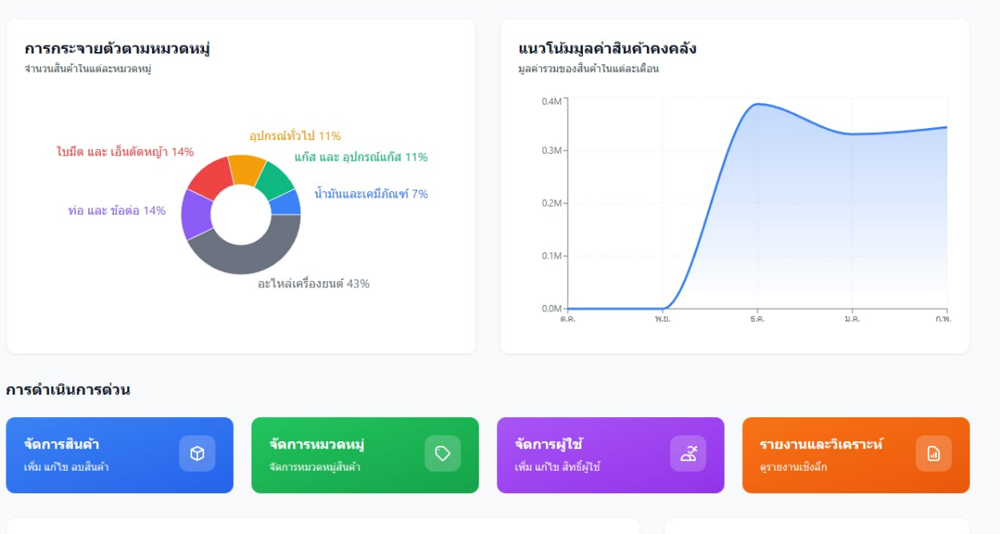 การกระจายตัวตามหมวดหมู่
จำนวนสินค้าในแต่ละหมวดหมู่
อุปกรณ์ทั่วไป 11%
ใบมีด และ เอ็นตัดหญ้า 14%
แก๊ส และ อุปกรณ์แก๊ส 11%
น้ำมันและเคมีภัณฑ์ 7%
ท่อ และ ข้อต่อ 14%
อะไหล่เครื่องยนต์ 43%
แนวโน้มมูลค่าสินค้าคงคลัง
มูลค่ารวมของสินค้าในแต่ละเดือน
0.4M
0.3M
0.2M
0.1M
0.0M
ต.ค. พ.ย. ธ.ค. ม.ค. ก.พ.
การดำเนินการด่วน
จัดการสินค้า
เพิ่ม แก้ไข ลบสินค้า
จัดการหมวดหมู่
จัดการหมวดหมู่สินค้า
จัดการผู้ใช้
เพิ่ม แก้ไข สิทธิ์ผู้ใช้
รายงานและวิเคราะห์
ดูรายงานเชิงลึก